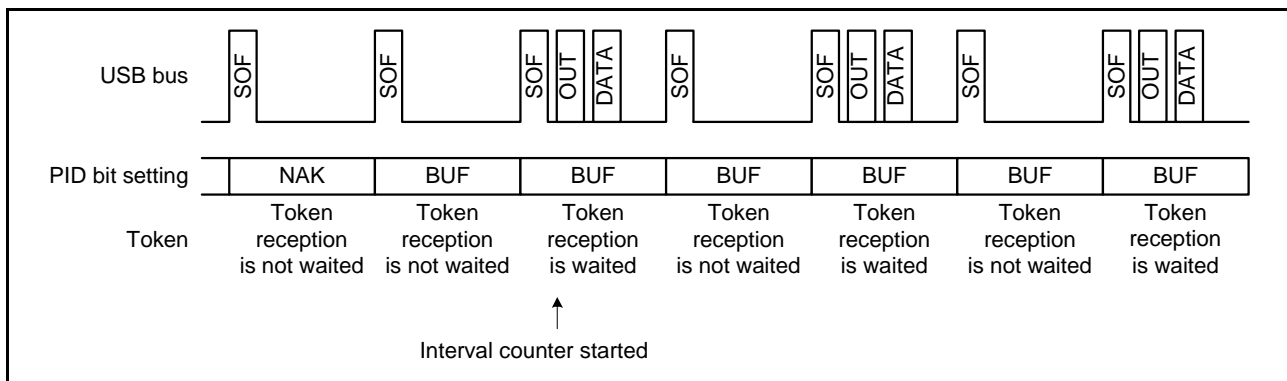 USB bus
SOF
SOF
SOF
OUT
DATA
SOF
SOF
OUT
DATA
SOF
SOF
OUT
DATA
PID bit setting
NAK
BUF
BUF
BUF
BUF
BUF
BUF
Token
Token
reception
is not waited
Token
reception
is not waited
Token
reception
is waited
Token
reception
is not waited
Token
reception
is waited
Token
reception
is not waited
Token
reception
is waited
Interval counter started